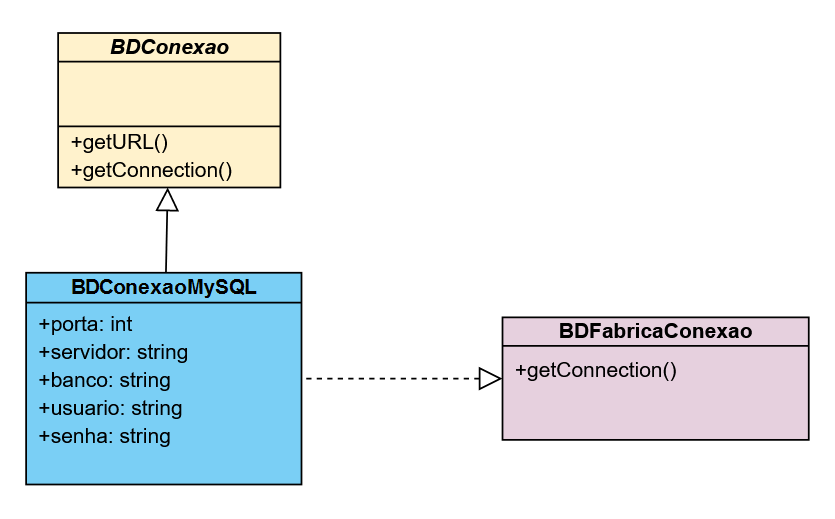 BDConexao
+getURL()
+getConnection()
BDConexaoMySQL
+porta: int
+servidor: string
+banco: string
+usuario: string
+senha: string
BDFabricaConexao
+getConnection()